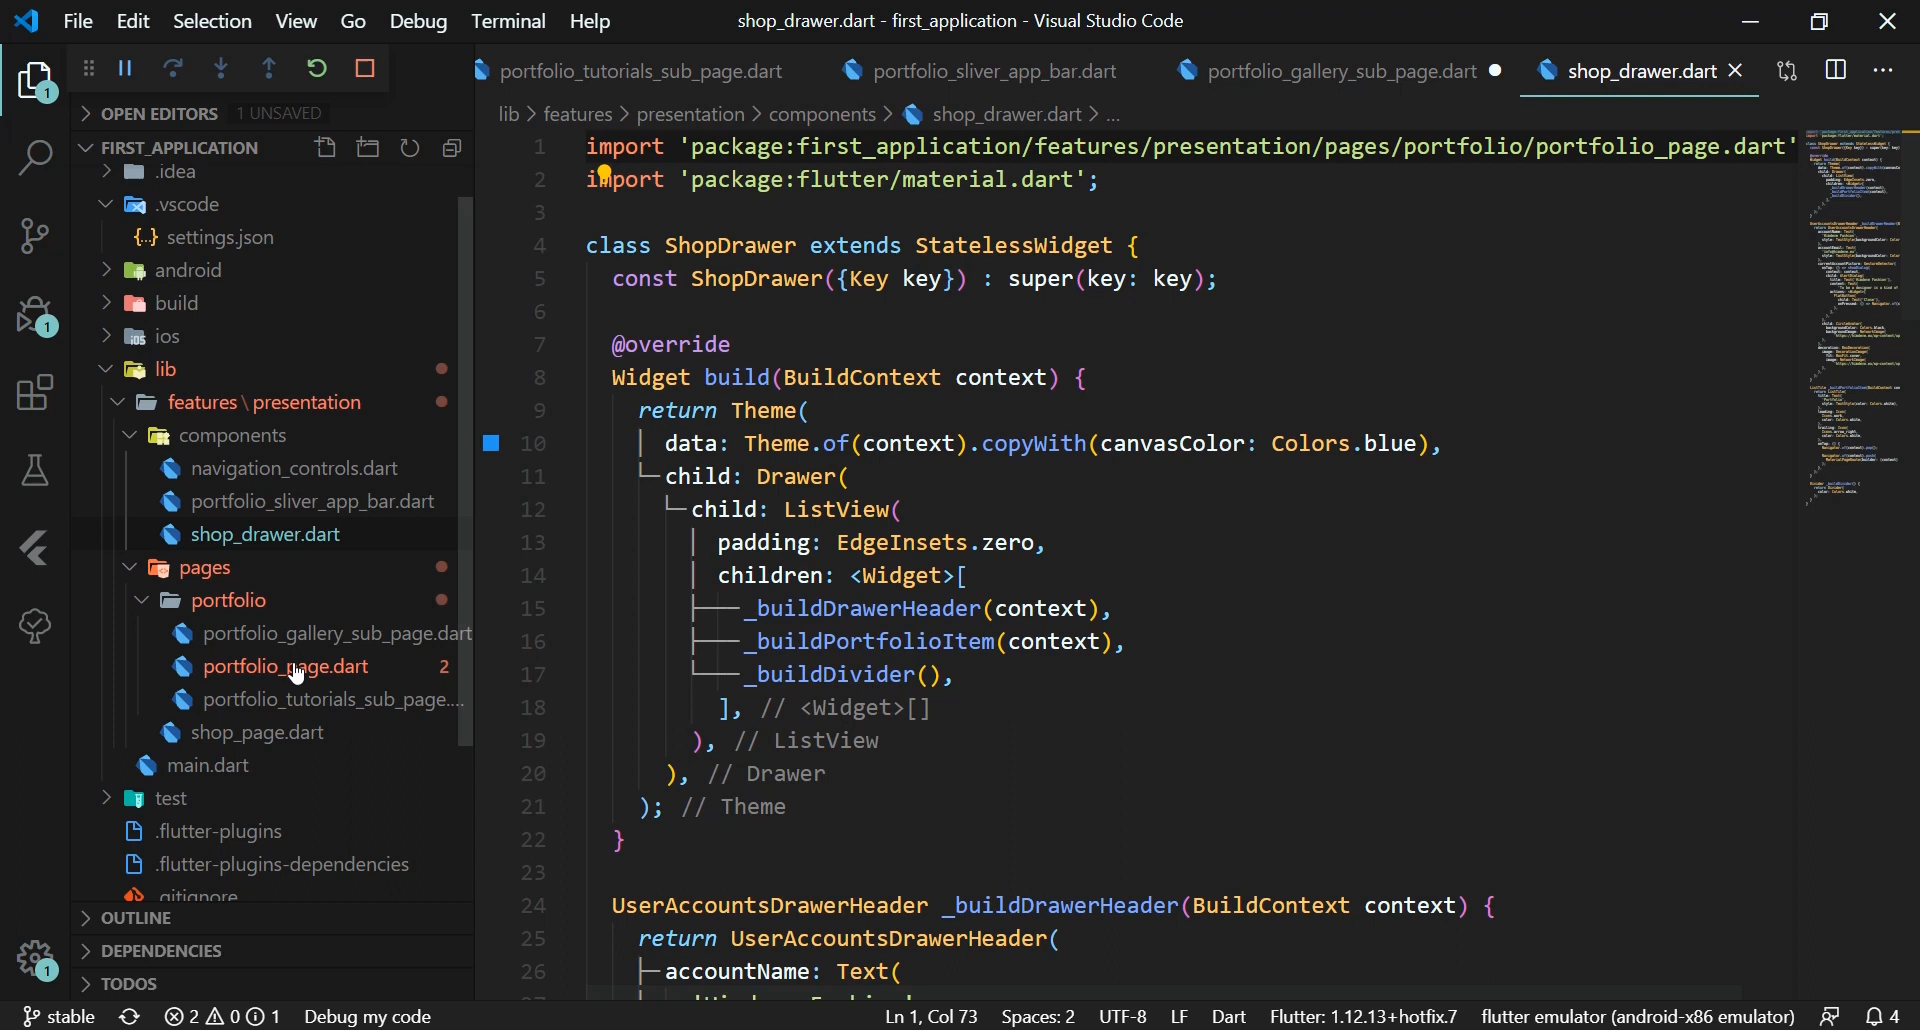 File Edit Selection View Go Debug Terminal Help
shop_drawer.dart - first_application - Visual Studio Code
portfolio_tutorials_sub_page.dart
portfolio_sliver_app_bar.dart
portfolio_gallery_sub_page.dart
shop_drawer.dart
1
OPEN EDITORS 1 UNSAVED
FIRST_APPLICATION
.idea
.vscode
settings.json
android
build
ios
lib
features \ presentation
components
navigation_controls.dart
portfolio_sliver_app_bar.dart
shop_drawer.dart
pages
portfolio
portfolio_gallery_sub_page.dart
portfolio_page.dart 2
portfolio_tutorials_sub_page....
shop_page.dart
main.dart
test
.flutter-plugins
.flutter-plugins-dependencies
.gitignore
OUTLINE
DEPENDENCIES
TODOS
1
1
lib > features > presentation > components > shop_drawer.dart > ...
1 import 'package:first_application/features/presentation/pages/portfolio/portfolio_page.dart'
2 import 'package:flutter/material.dart';
3
4 class ShopDrawer extends StatelessWidget {
5 const ShopDrawer({Key key}) : super(key: key);
6
7 @override
8 Widget build(BuildContext context) {
9 return Theme(
10 data: Theme.of(context).copyWith(canvasColor: Colors.blue),
11 child: Drawer(
12 child: ListView(
13 padding: EdgeInsets.zero,
14 children: <Widget>[
15 _buildDrawerHeader(context),
16 _buildPortfolioItem(context),
17 _buildDivider(),
18 ], // <Widget>[]
19 ), // ListView
20 ), // Drawer
21 ); // Theme
22 }
23
24 UserAccountsDrawerHeader _buildDrawerHeader(BuildContext context) {
25 return UserAccountsDrawerHeader(
26 accountName: Text(
stable 2 0 1 Debug my code
Ln 1, Col 73 Spaces: 2 UTF-8 LF Dart Flutter: 1.12.13+hotfix.7 flutter emulator (android-x86 emulator) 4